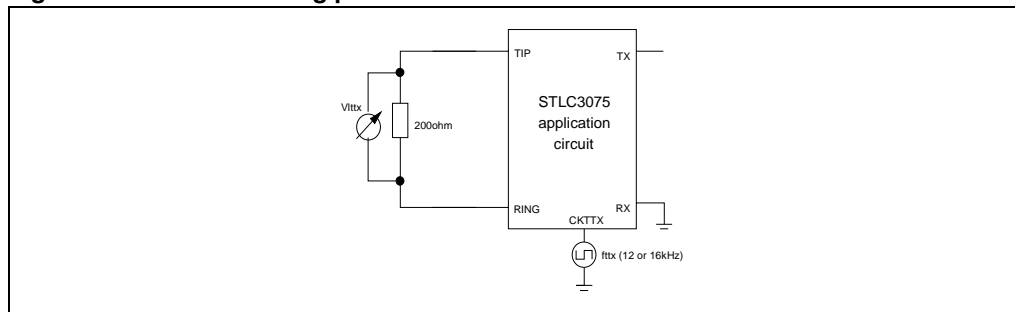 TIP
TX
Vlttx
STLC3075
application
circuit
200ohm
RING
RX
CKTTX
fttx (12 or 16kHz)